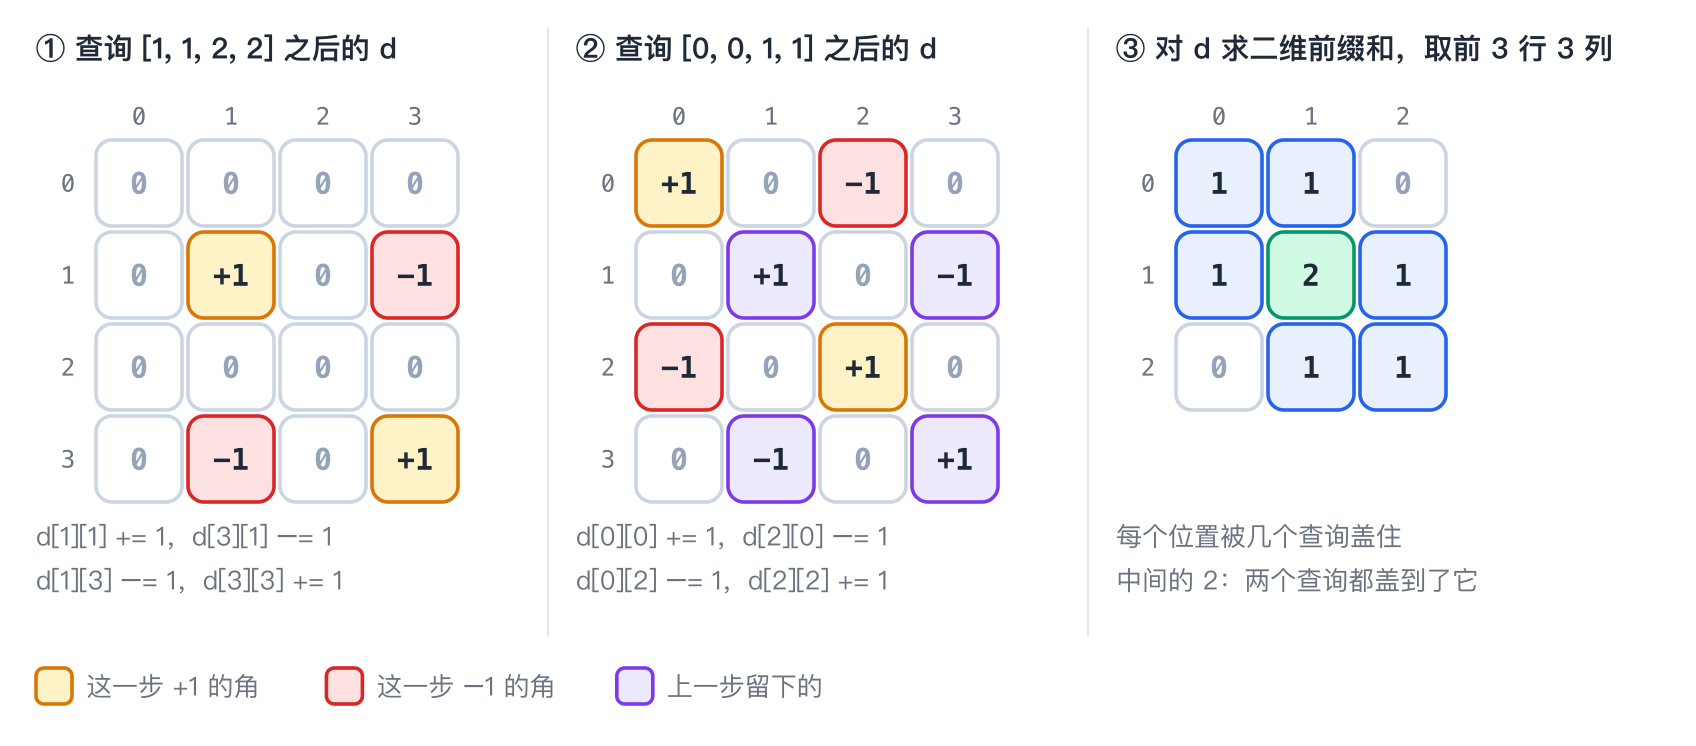 ① 查询 [1, 1, 2, 2] 之后的 d
0 1 2 3
0 0 0 0 0
1 0 +1 0 −1
2 0 0 0 0
3 0 −1 0 +1
d[1][1] += 1，d[3][1] −= 1
d[1][3] −= 1，d[3][3] += 1
② 查询 [0, 0, 1, 1] 之后的 d
0 1 2 3
0 +1 0 −1 0
1 0 +1 0 −1
2 −1 0 +1 0
3 0 −1 0 +1
d[0][0] += 1，d[2][0] −= 1
d[0][2] −= 1，d[2][2] += 1
③ 对 d 求二维前缀和，取前 3 行 3 列
0 1 2
0 1 1 0
1 1 2 1
2 0 1 1
每个位置被几个查询盖住
中间的 2：两个查询都盖到了它
这一步 +1 的角
这一步 −1 的角
上一步留下的